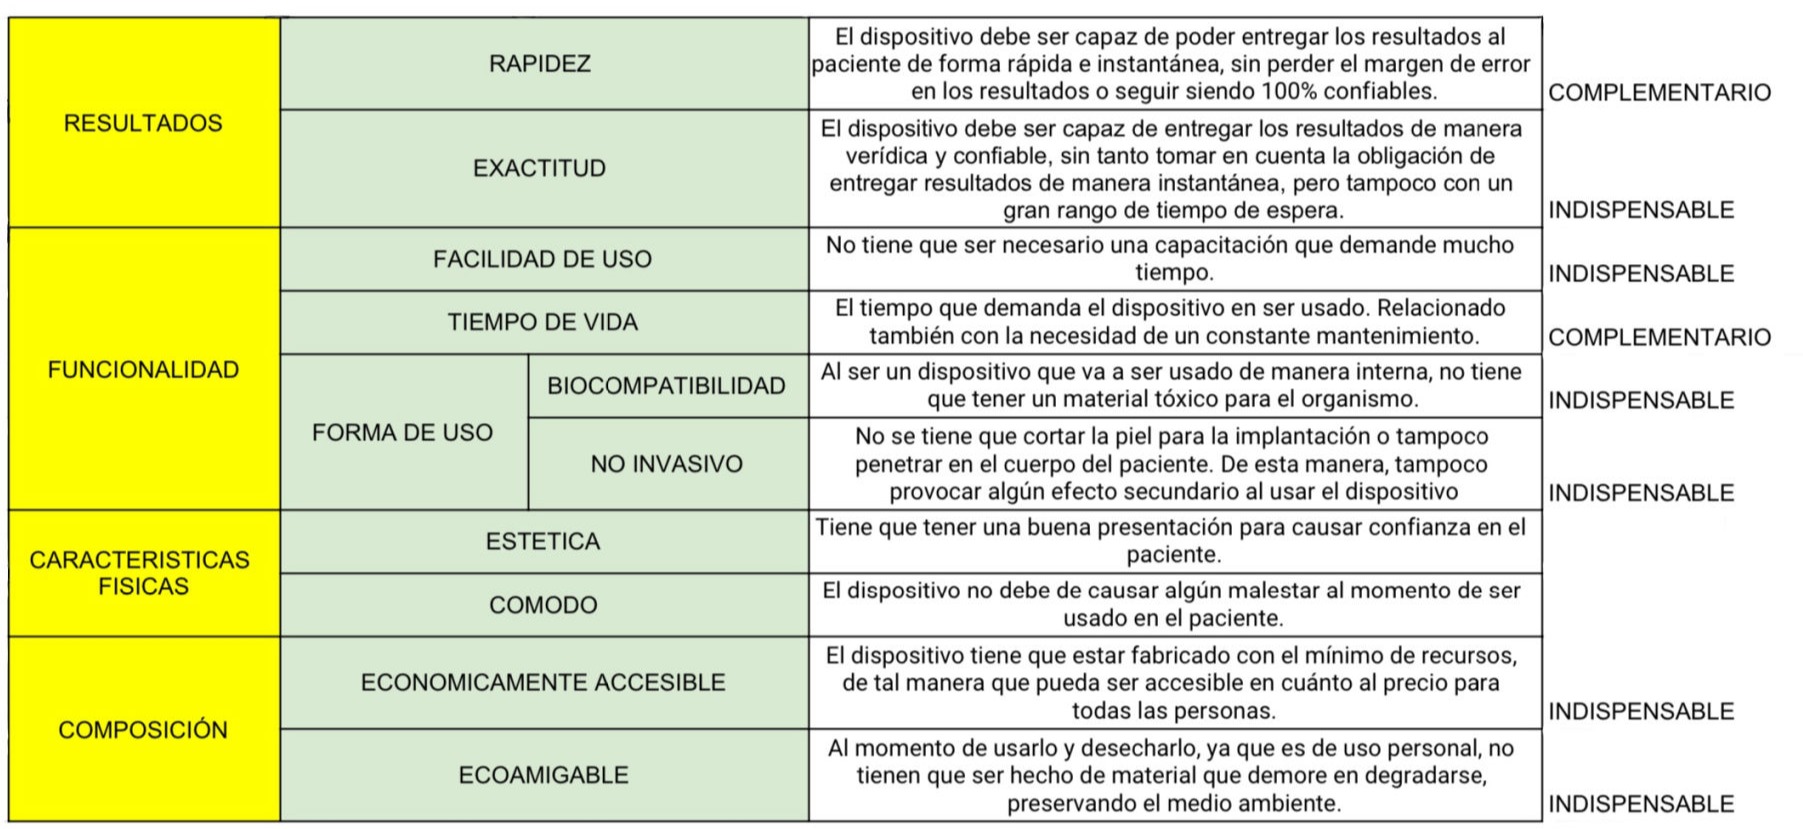 RESULTADOS
RAPIDEZ
El dispositivo debe ser capaz de poder entregar los resultados al
paciente de forma rápida e instantánea, sin perder el margen de error
en los resultados o seguir siendo 100% confiables.
COMPLEMENTARIO
EXACTITUD
El dispositivo debe ser capaz de entregar los resultados de manera
verídica y confiable, sin tanto tomar en cuenta la obligación de
entregar resultados de manera instantánea, pero tampoco con un
gran rango de tiempo de espera.
INDISPENSABLE
FUNCIONALIDAD
FACILIDAD DE USO
No tiene que ser necesario una capacitación que demande mucho
tiempo.
INDISPENSABLE
TIEMPO DE VIDA
El tiempo que demanda el dispositivo en ser usado. Relacionado
también con la necesidad de un constante mantenimiento.
COMPLEMENTARIO
FORMA DE USO
BIOCOMPATIBILIDAD
Al ser un dispositivo que va a ser usado de manera interna, no tiene
que tener un material tóxico para el organismo.
INDISPENSABLE
NO INVASIVO
No se tiene que cortar la piel para la implantación o tampoco
penetrar en el cuerpo del paciente. De esta manera, tampoco
provocar algún efecto secundario al usar el dispositivo
INDISPENSABLE
CARACTERISTICAS
FISICAS
ESTETICA
Tiene que tener una buena presentación para causar confianza en el
paciente.
COMODO
El dispositivo no debe de causar algún malestar al momento de ser
usado en el paciente.
COMPOSICIÓN
ECONOMICAMENTE ACCESIBLE
El dispositivo tiene que estar fabricado con el mínimo de recursos,
de tal manera que pueda ser accesible en cuánto al precio para
todas las personas.
INDISPENSABLE
ECOAMIGABLE
Al momento de usarlo y desecharlo, ya que es de uso personal, no
tienen que ser hecho de material que demore en degradarse,
preservando el medio ambiente.
INDISPENSABLE